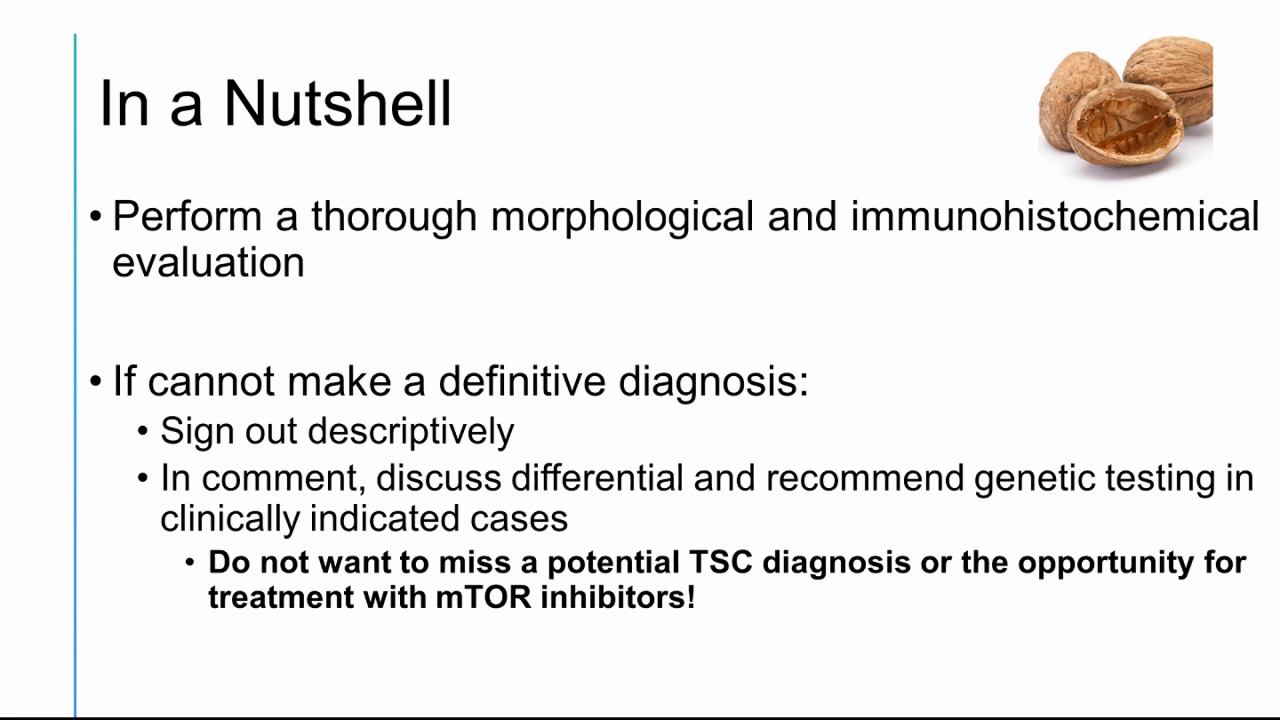 In a Nutshell
• Perform a thorough morphological and immunohistochemical
evaluation
• If cannot make a definitive diagnosis:
• Sign out descriptively
• In comment, discuss differential and recommend genetic testing in
clinically indicated cases
• Do not want to miss a potential TSC diagnosis or the opportunity for
treatment with mTOR inhibitors!